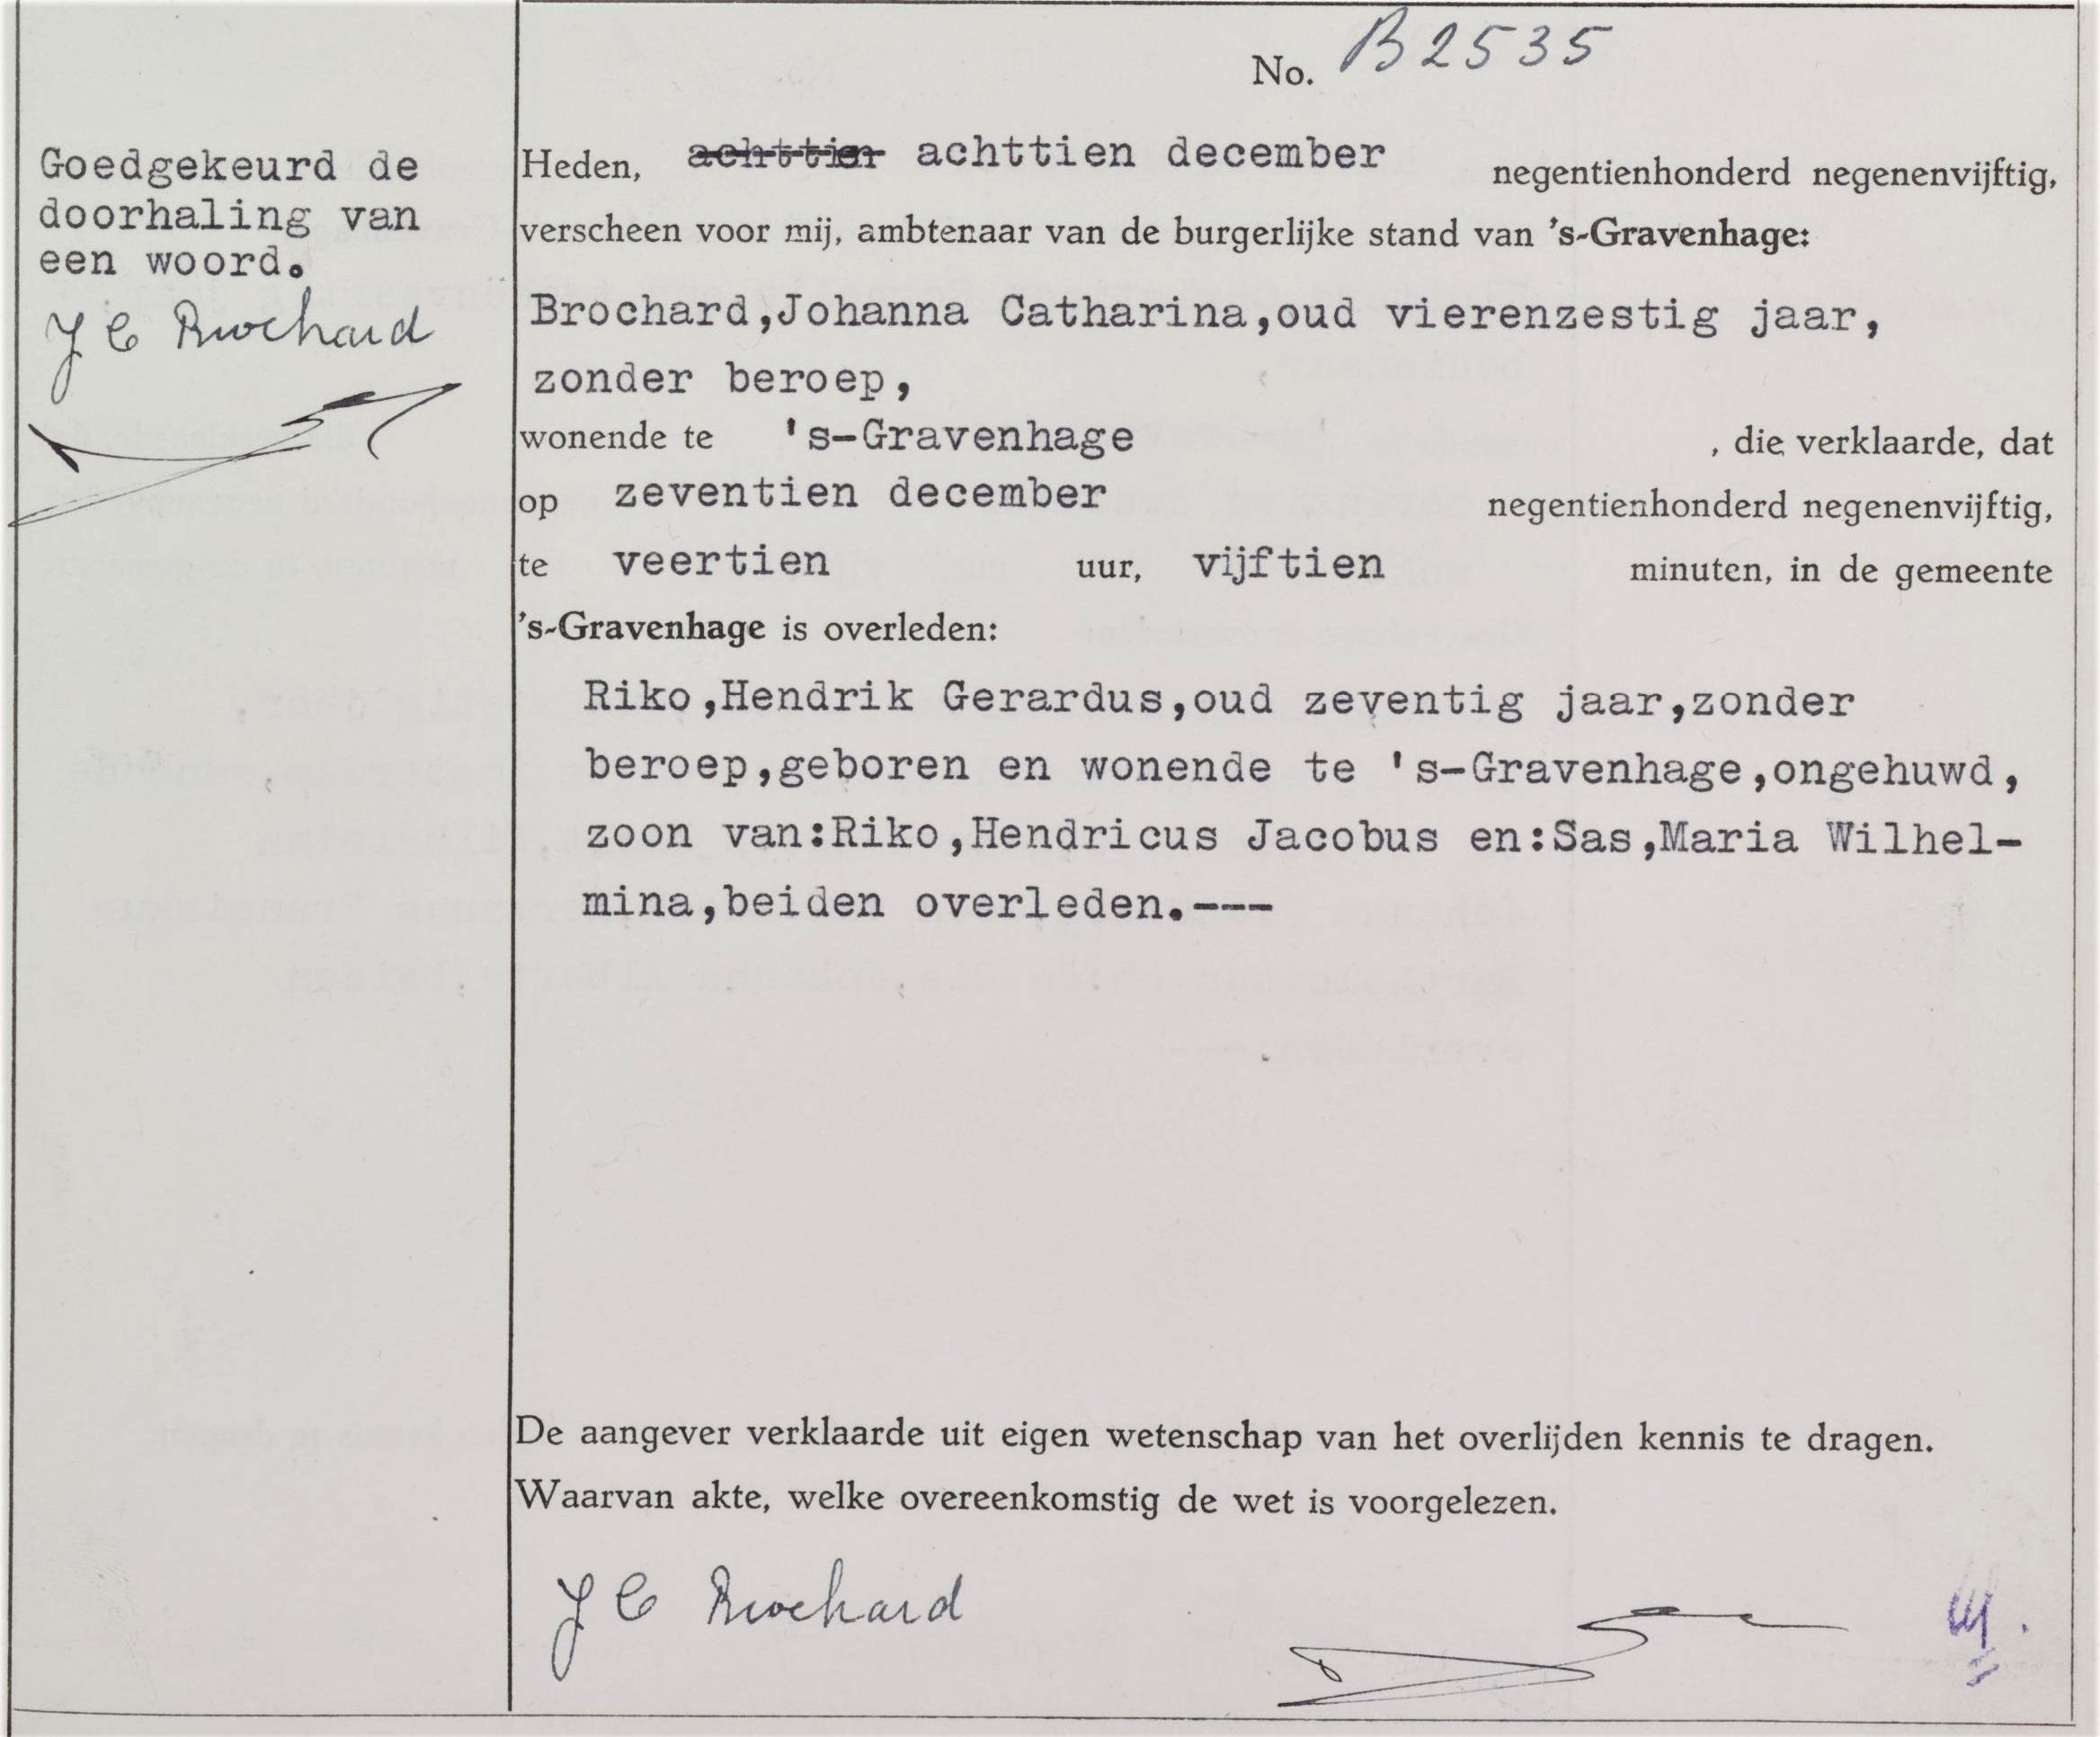 No. B2535
Goedgekeurd de
doorhaling van
een woord.
J C Brochard
Heden, achttien december negentienhonderd negenenvijftig,
verscheen voor mij, ambtenaar van de burgerlijke stand van 's-Gravenhage:
Brochard,Johanna Catharina,oud vierenzestig jaar,
zonder beroep,
wonende te 's-Gravenhage , die verklaarde, dat
op zeventien december negentienhonderd negenenvijftig,
te veertien uur, vijftien minuten, in de gemeente
's-Gravenhage is overleden:
Riko,Hendrik Gerardus,oud zeventig jaar,zonder
beroep,geboren en wonende te 's-Gravenhage,ongehuwd,
zoon van:Riko,Hendricus Jacobus en:Sas,Maria Wilhel-
mina,beiden overleden.---
De aangever verklaarde uit eigen wetenschap van het overlijden kennis te dragen.
Waarvan akte, welke overeenkomstig de wet is voorgelezen.
J C Brochard